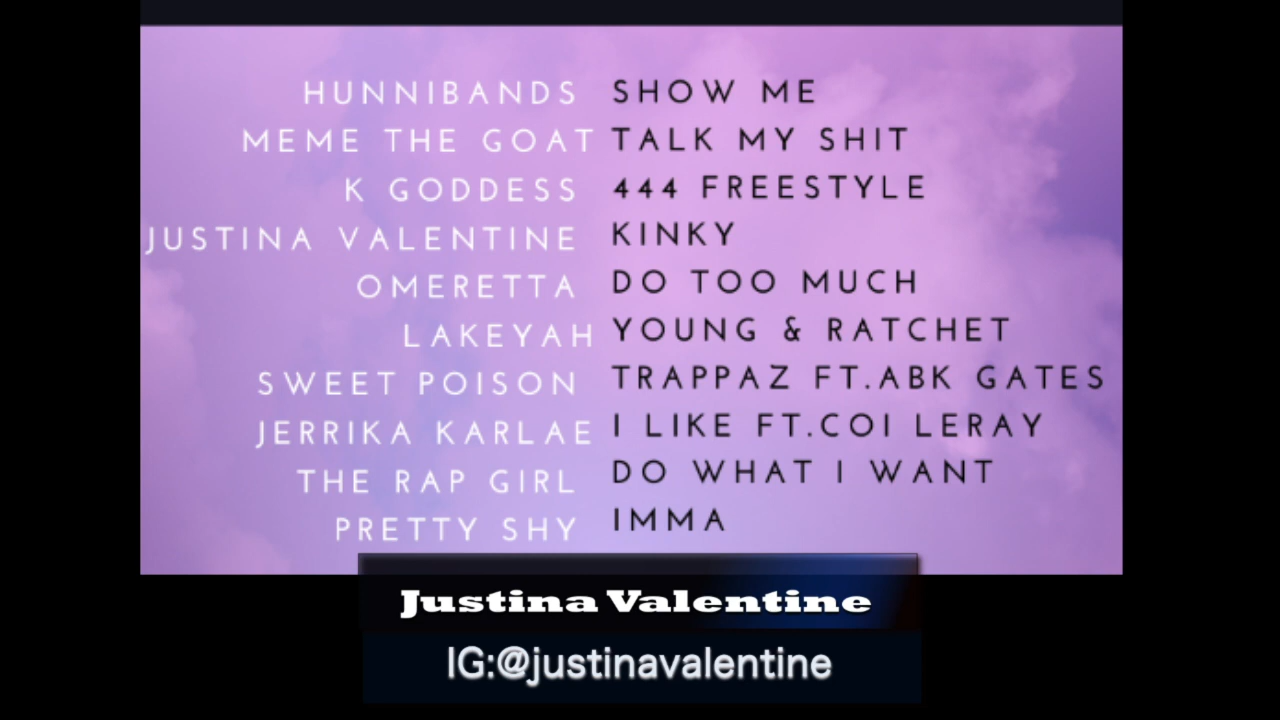 HUNNIBANDS SHOW ME
MEME THE GOAT TALK MY SHIT
K GODDESS 444 FREESTYLE
JUSTINA VALENTINE KINKY
OMERETTA DO TOO MUCH
LAKEYAH YOUNG & RATCHET
SWEET POISON TRAPPAZ FT.ABK GATES
JERRIKA KARLAE I LIKE FT.COI LERAY
THE RAP GIRL DO WHAT I WANT
PRETTY SHY IMMA
Justina Valentine
IG:@justinavalentine